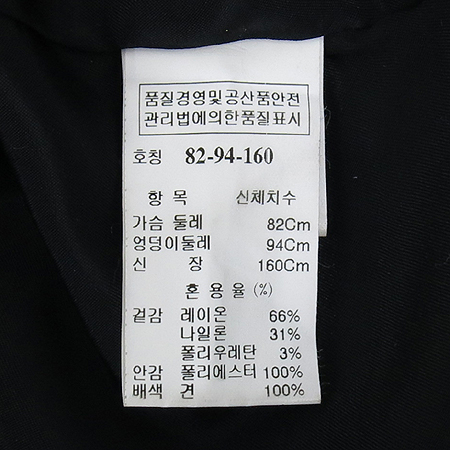 품질경영및공산품안전
관리법에의한품질표시
호칭 82-94-160
항 목 신체치수
가슴 둘레 82Cm
엉덩이둘레 94Cm
신 장 160Cm
혼 용 율 (%)
겉감 레이온 66%
나일론 31%
폴리우레탄 3%
안감 폴리에스터 100%
배색 견 100%